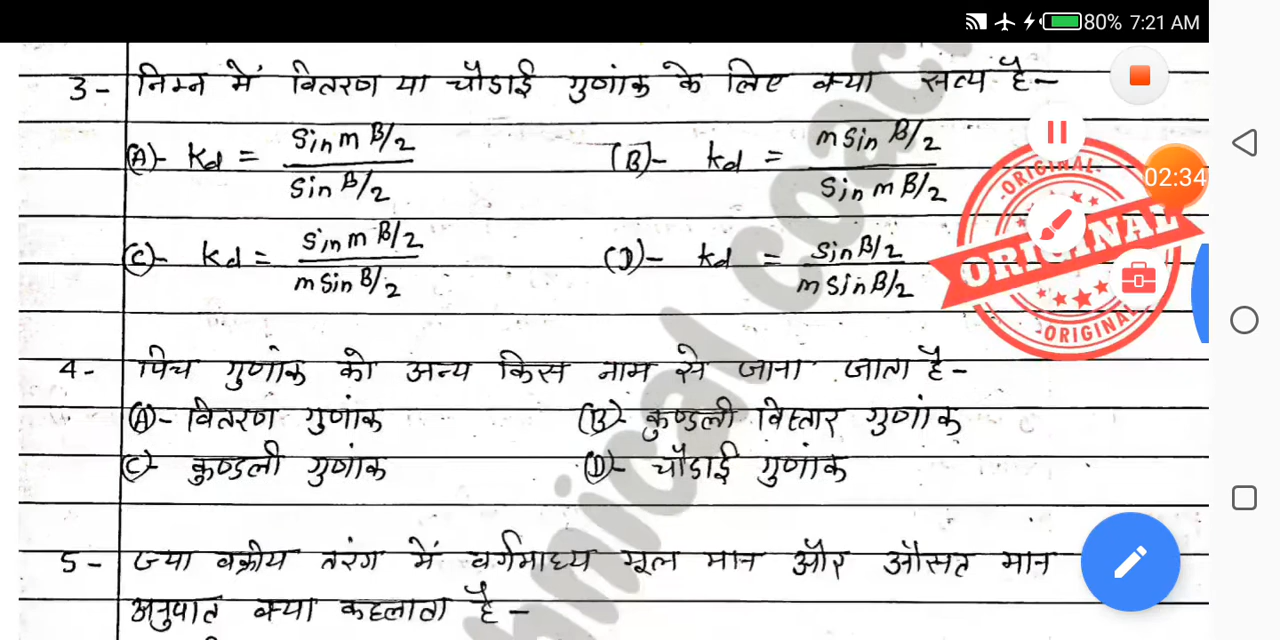 80% 7:21 AM
3- निम्न में वितरण या चौडाई गुणांक के लिए क्या सत्य है-
(A)- Kd = Sin m β/2 / Sin β/2 (B)- Kd = m Sin β/2 / Sin m β/2
(C)- Kd = Sin m β/2 / m Sin β/2 (D)- Kd = Sin β/2 / m Sin β/2
ORIGINAL
ORIGINAL
ORIGINAL
02:34
4- पिच गुणांक को अन्य किस नाम से जाना जाता है-
(A)- वितरण गुणांक (B)- कुण्डली विस्तार गुणांक
(C)- कुण्डली गुणांक (D)- चौडाई गुणांक
5- ज्या वक्रीय तरंग में वर्गमाध्य मूल मान और औसत मान
अनुपात क्या कहलाता है-